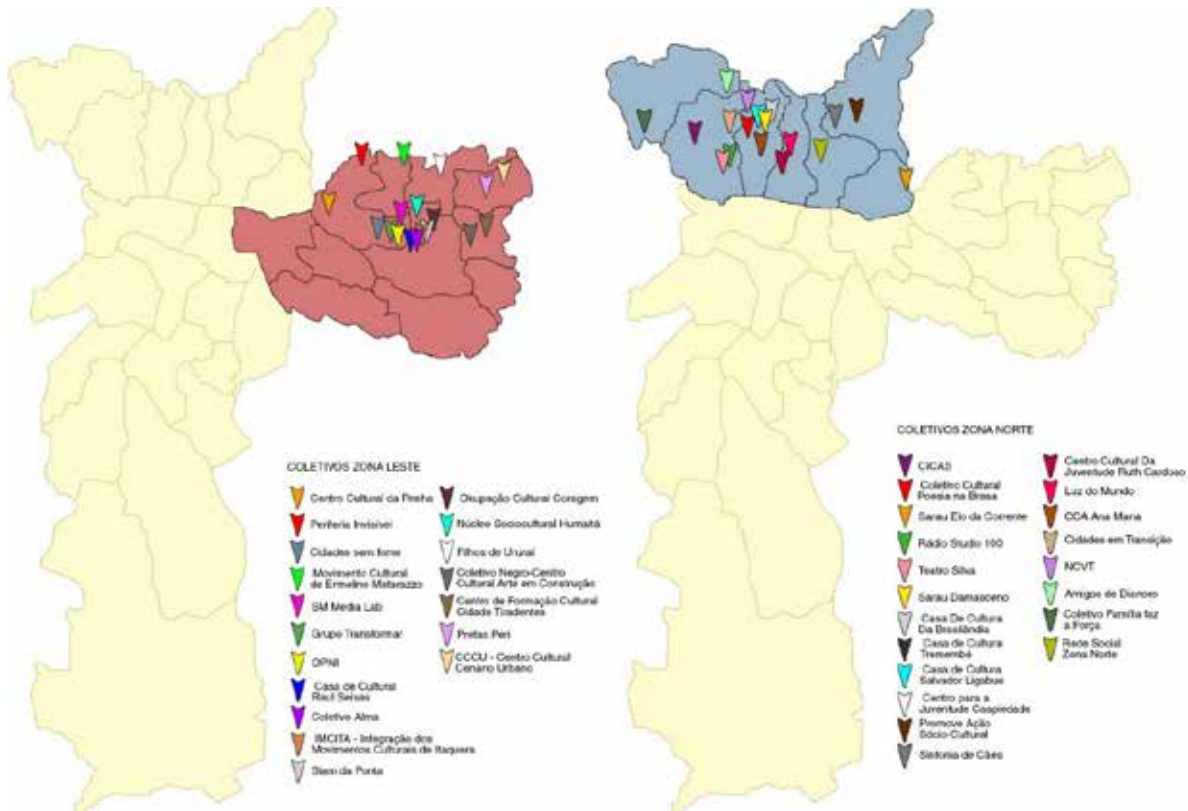 COLETIVOS ZONA LESTE
Centro Cultural da Penha
Periferia Invisível
Cidades sem fome
Movimento Cultural
de Ermelino Matarazzo
SM Media Lab
Grupo Transformar
OPNI
Casa de Cultural
Raul Seixas
Coletivo Alma
IMCITA - Integração dos
Movimentos Culturais de Itaquera
Slam da Ponta
Okupação Cultural Coragem
Núcleo Sociocultural Humaitá
Filhos de Ururai
Coletivo Negro-Centro
Cultural Arte em Construção
Centro de Formação Cultural
Cidade Tiradentes
Pretas Peri
CCCU - Centro Cultural
Cenario Urbano
COLETIVOS ZONA NORTE
CICAS
Coletivo Cultural
Poesia na Brasa
Sarau Elo da Corrente
Rádio Studio 100
Teatro Silva
Sarau Damasceno
Casa De Cultura
Da Brasilândia
Casa de Cultura
Tremembé
Casa de Cultura
Salvador Ligabue
Centro para a
Juventude
Promove Ação
Sócio Cultural
Sinfonia de Cães
Centro Cultural Da
Juventude Ruth Cardoso
Luz do Mundo
CCA Ana Maria
Cidades em Transição
NCVT
Amigos de
Coletivo Família faz
a Força
Rede Social
Zona Norte